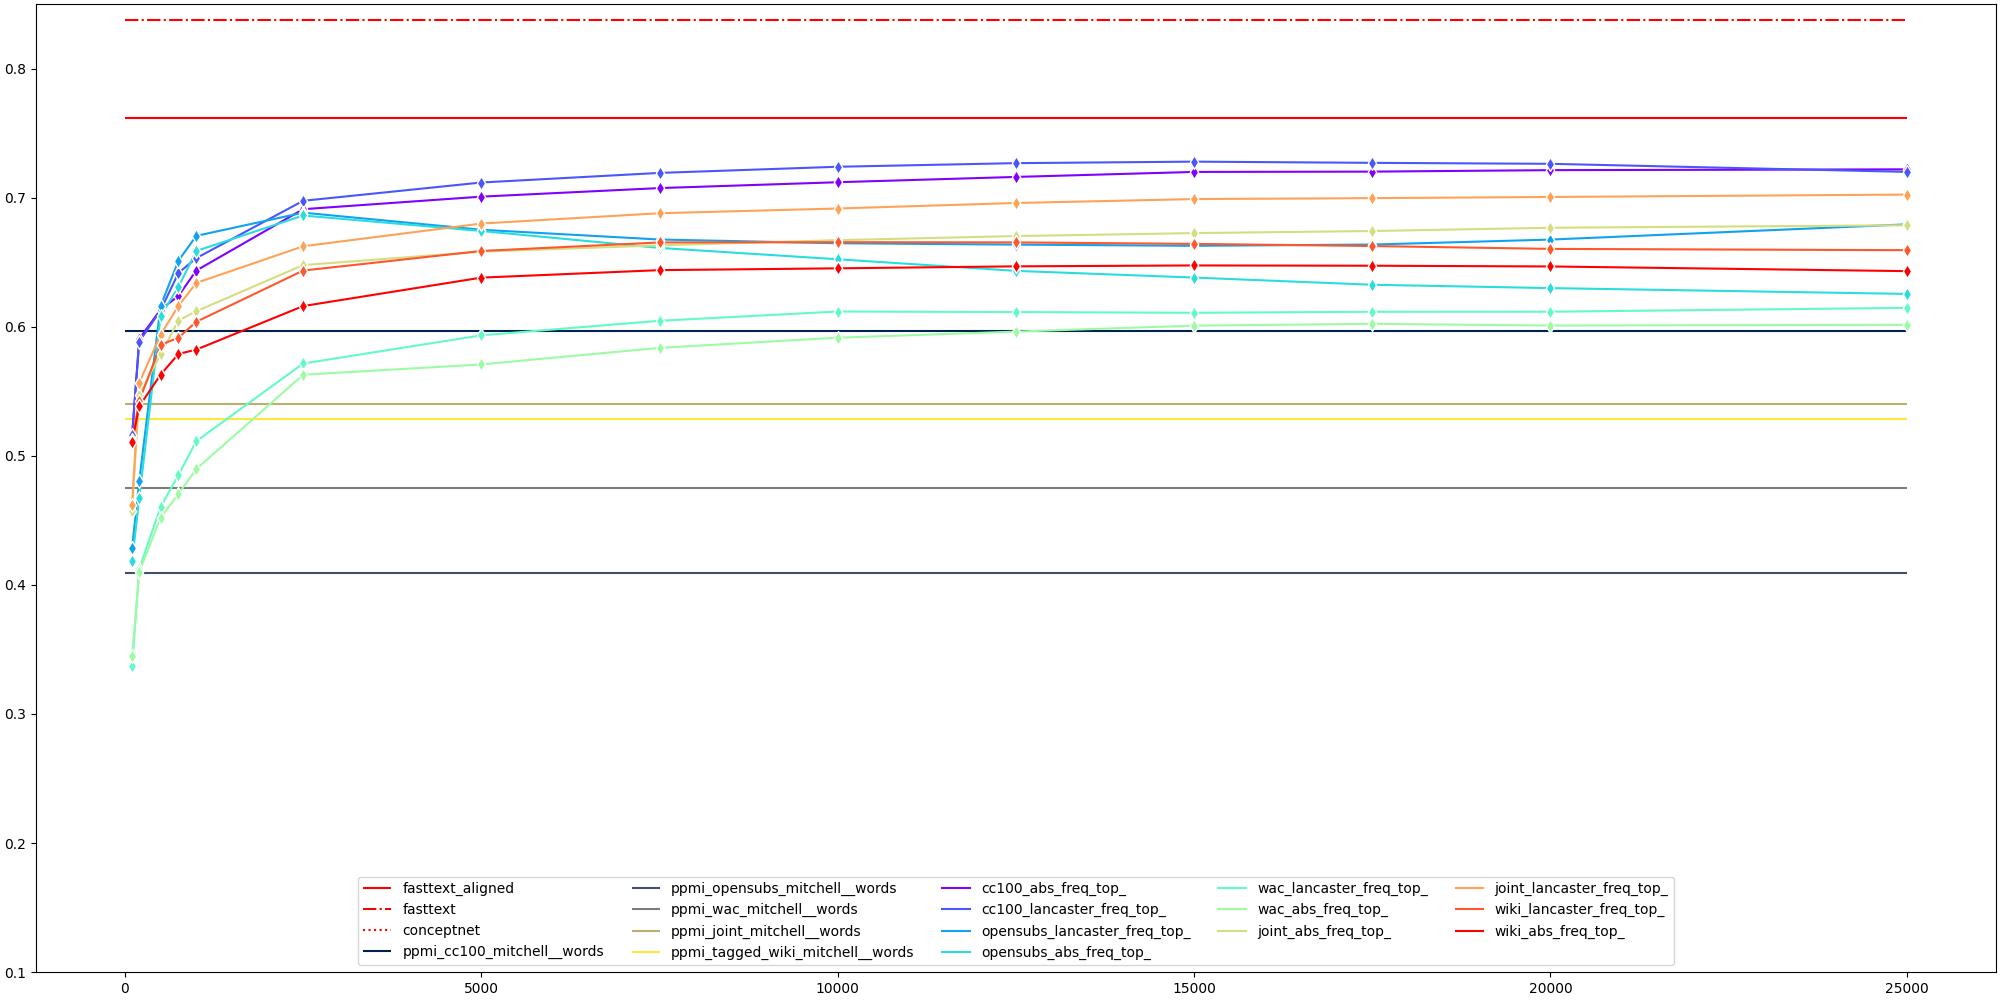 0.8
0.7
0.6
0.5
0.4
0.3
0.2
0.1
fasttext_aligned
fasttext
conceptnet
ppmi_cc100_mitchell__words
ppmi_opensubs_mitchell__words
ppmi_wac_mitchell__words
ppmi_joint_mitchell__words
ppmi_tagged_wiki_mitchell__words
cc100_abs_freq_top_
cc100_lancaster_freq_top_
opensubs_lancaster_freq_top_
opensubs_abs_freq_top_
wac_lancaster_freq_top_
wac_abs_freq_top_
joint_abs_freq_top_
joint_lancaster_freq_top_
wiki_lancaster_freq_top_
wiki_abs_freq_top_
0 5000 10000 15000 20000 25000